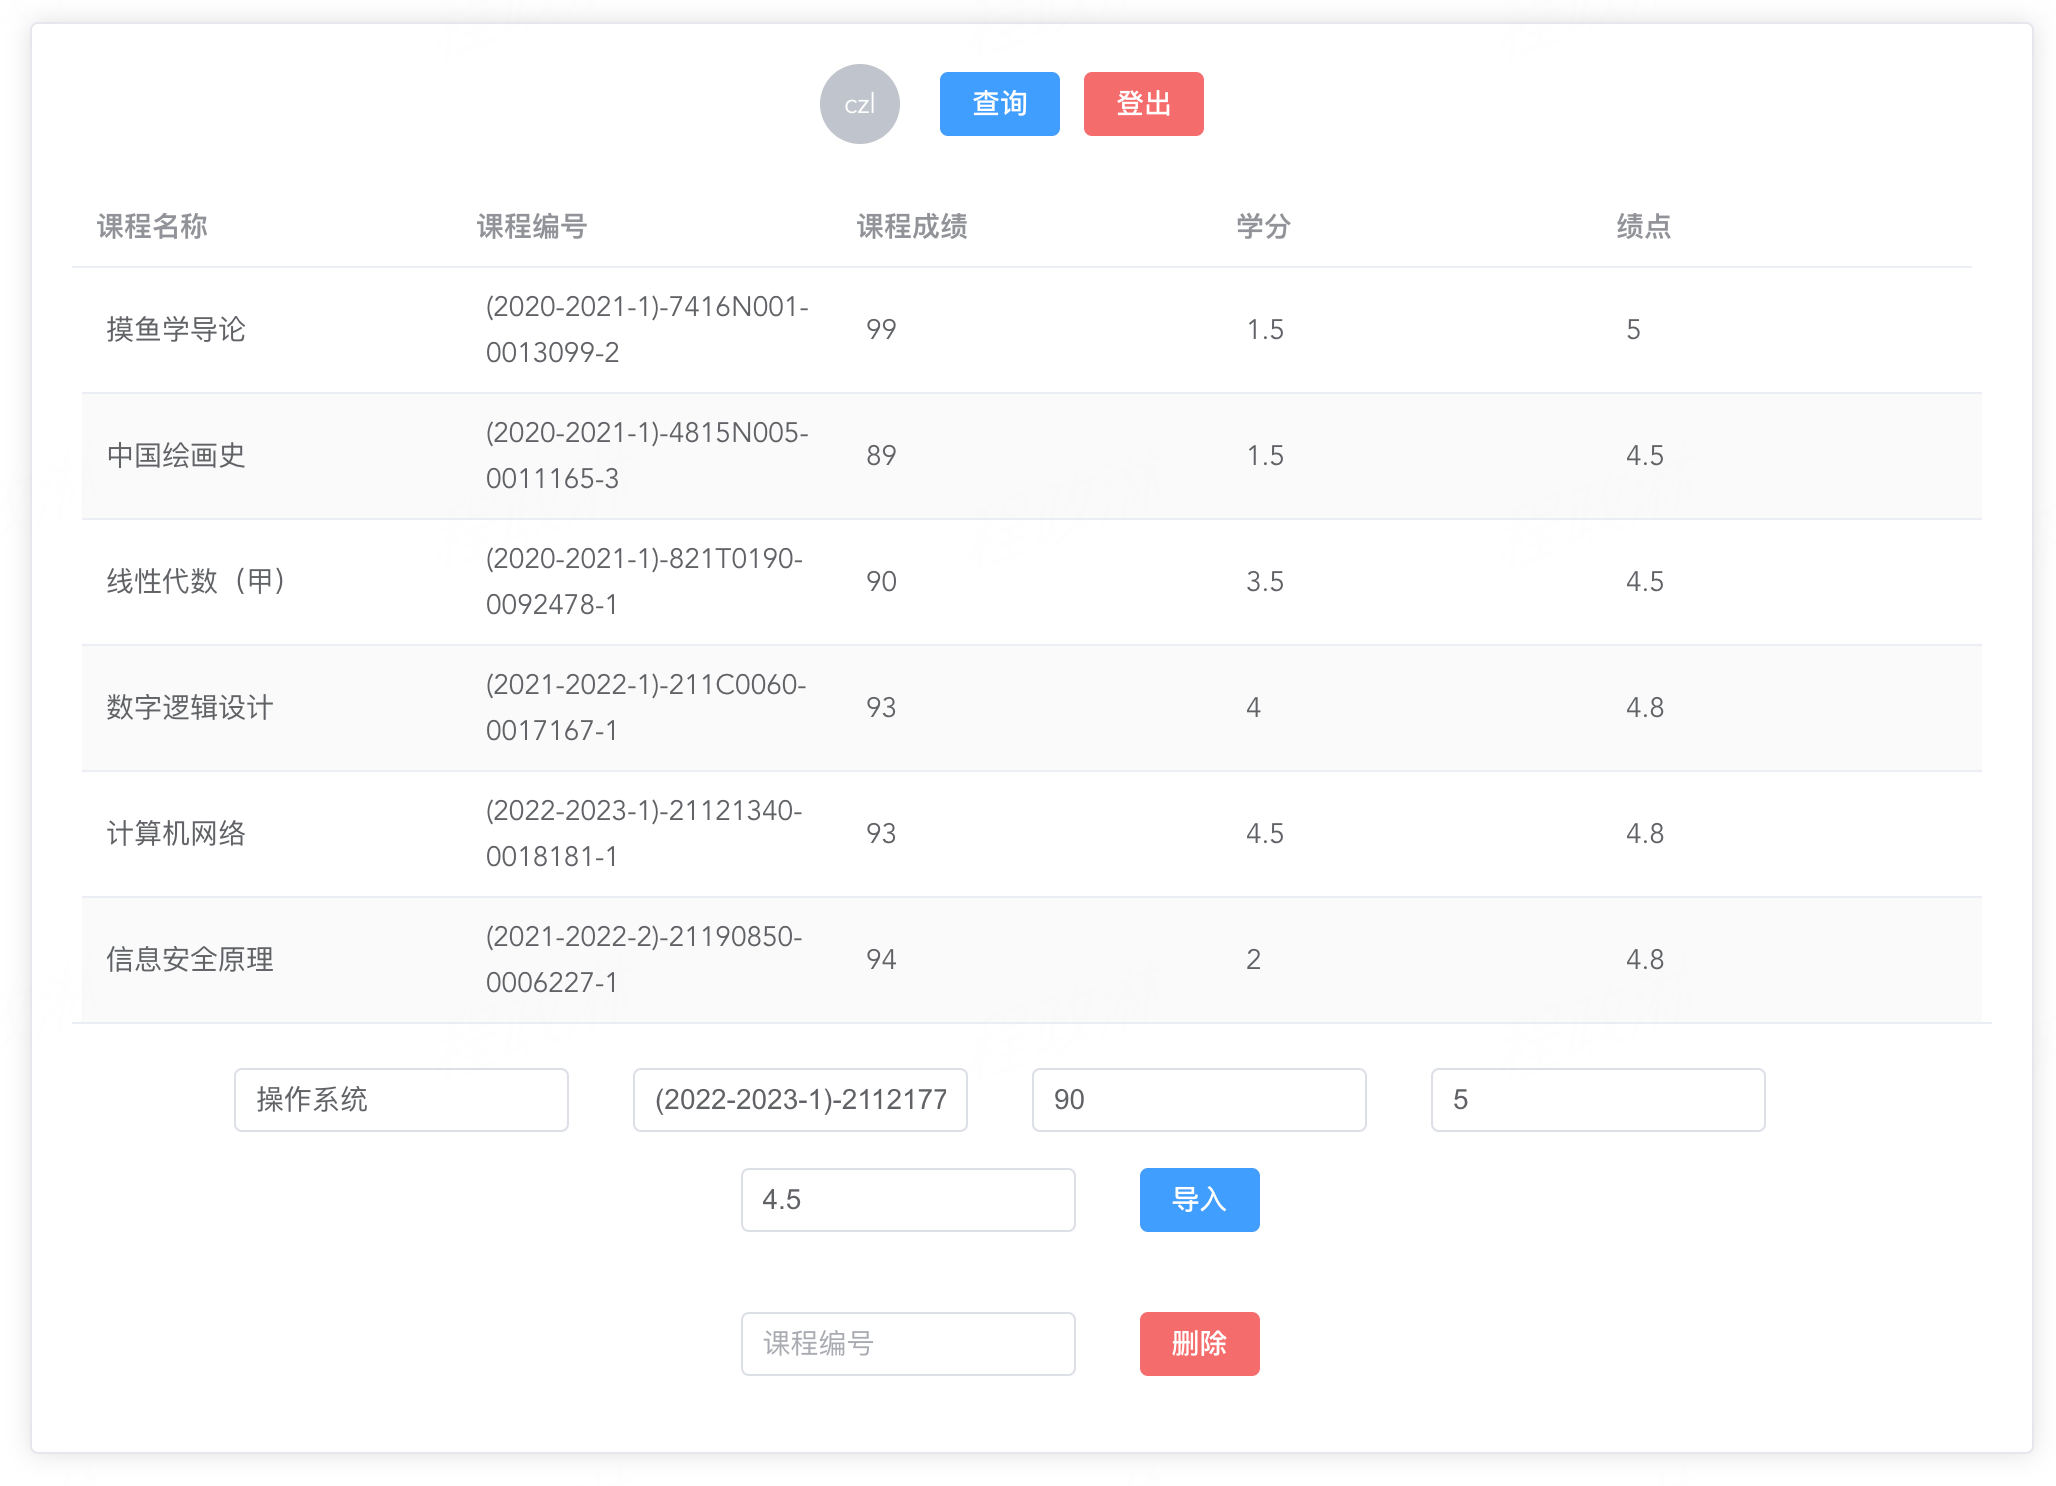 czl 查询 登出
课程名称 课程编号 课程成绩 学分 绩点
(2020-2021-1)-7416N001-
摸鱼学导论 99 1.5 5
0013099-2
(2020-2021-1)-4815N005-
中国绘画史 89 1.5 4.5
0011165-3
(2020-2021-1)-821T0190-
线性代数（甲） 90 3.5 4.5
0092478-1
(2021-2022-1)-211C0060-
数字逻辑设计 93 4 4.8
0017167-1
(2022-2023-1)-21121340-
计算机网络 93 4.5 4.8
0018181-1
(2021-2022-2)-21190850-
信息安全原理 94 2 4.8
0006227-1
操作系统 (2022-2023-1)-2112177 90 5
4.5 导入
课程编号 删除